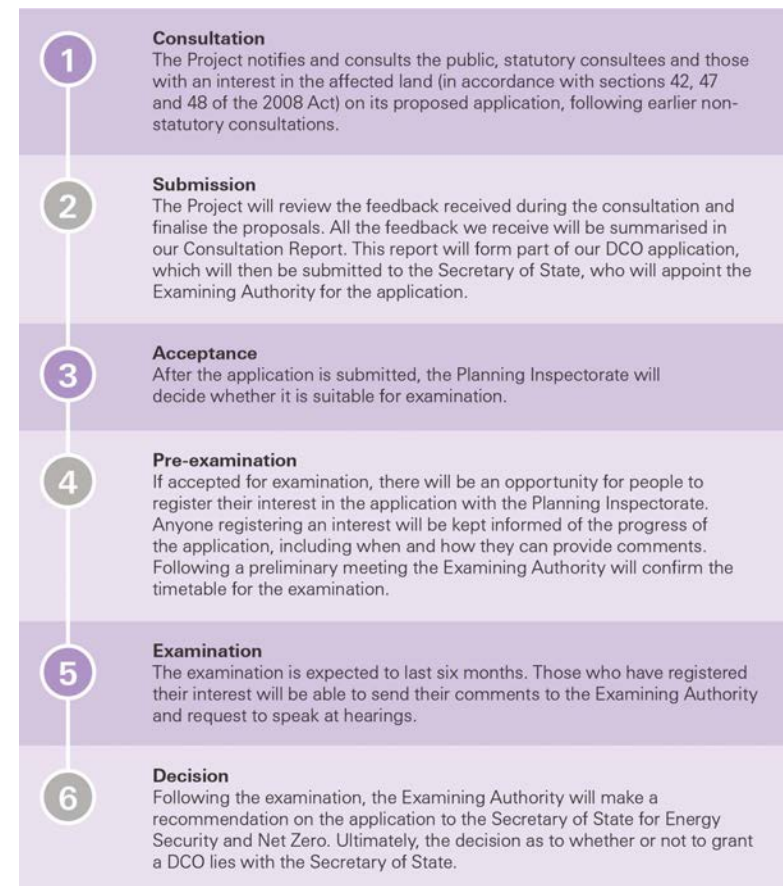 1
Consultation
The Project notifies and consults the public, statutory consultees and those
with an interest in the affected land (in accordance with sections 42, 47
and 48 of the 2008 Act) on its proposed application, following earlier non-
statutory consultations.
2
Submission
The Project will review the feedback received during the consultation and
finalise the proposals. All the feedback we receive will be summarised in
our Consultation Report. This report will form part of our DCO application,
which will then be submitted to the Secretary of State, who will appoint the
Examining Authority for the application.
3
Acceptance
After the application is submitted, the Planning Inspectorate will
decide whether it is suitable for examination.
4
Pre-examination
If accepted for examination, there will be an opportunity for people to
register their interest in the application with the Planning Inspectorate.
Anyone registering an interest will be kept informed of the progress of
the application, including when and how they can provide comments.
Following a preliminary meeting the Examining Authority will confirm the
timetable for the examination.
5
Examination
The examination is expected to last six months. Those who have registered
their interest will be able to send their comments to the Examining Authority
and request to speak at hearings.
6
Decision
Following the examination, the Examining Authority will make a
recommendation on the application to the Secretary of State for Energy
Security and Net Zero. Ultimately, the decision as to whether or not to grant
a DCO lies with the Secretary of State.